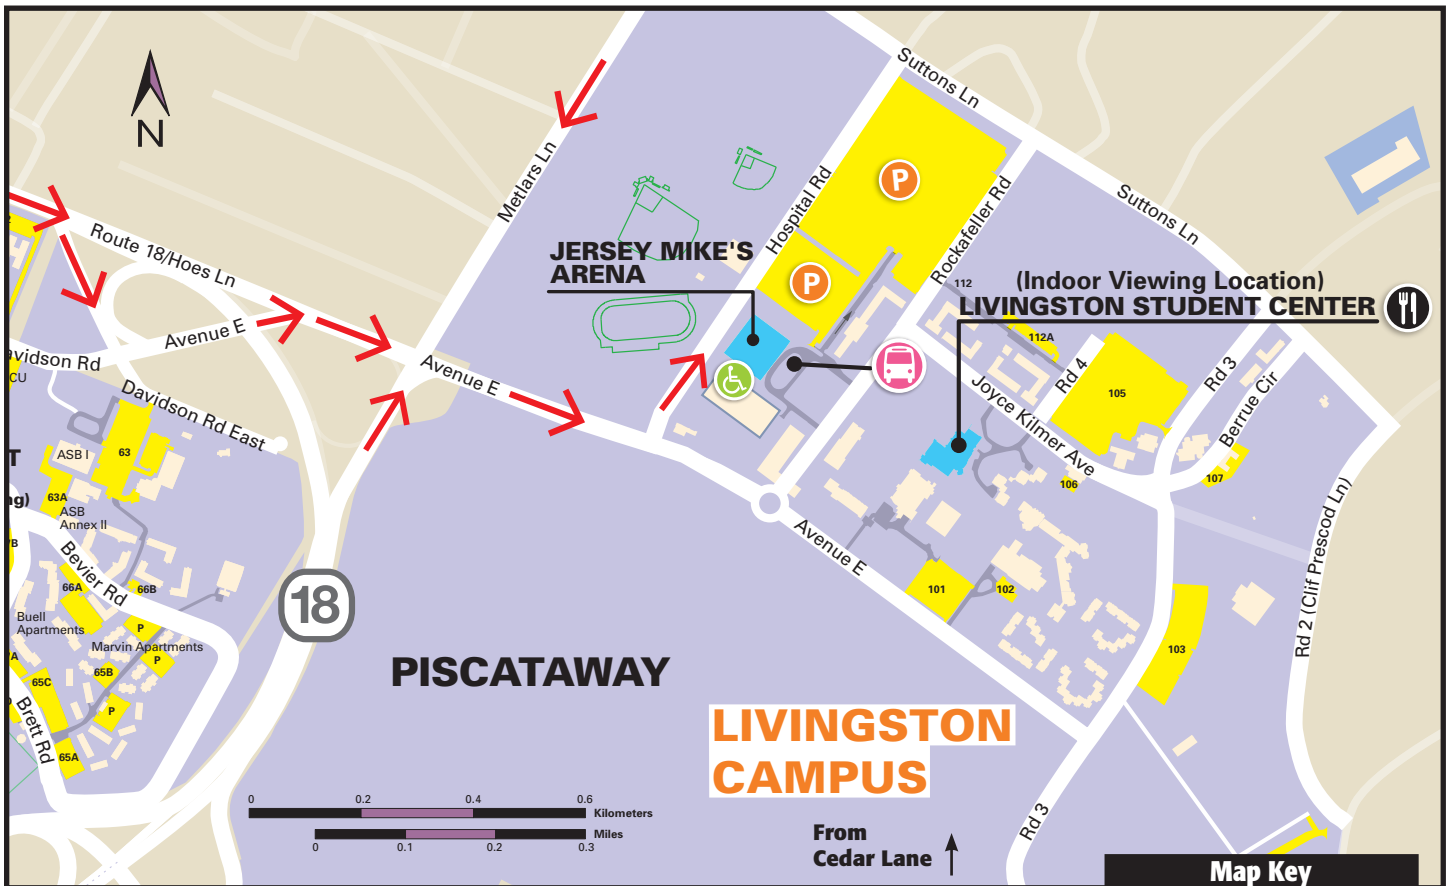 N
Suttons Ln
Metlars Ln
P
Hospital Rd
Rockafeller Rd
Suttons Ln
Route 18/Hoes Ln
JERSEY MIKE'S
ARENA
P
112
(Indoor Viewing Location)
LIVINGSTON STUDENT CENTER
Avenue E
112A
avidson Rd
CU
Avenue E
Davidson Rd East
Joyce Kilmer Ave
Rd 4
105
Rd 3
Berrue Cir
T
ASB I
63
63A
ng)
ASB
Annex II
106
107
Rd 2 (Clif Prescod Ln)
Avenue E
Bevier Rd
66A
66B
101
102
18
Buell
Apartments
P
Marvin Apartments
P
103
65C
65B
P
PISCATAWAY
Brett Rd
65A
LIVINGSTON
CAMPUS
0 0.2 0.4 0.6
Kilometers
Miles
0 0.1 0.2 0.3
Rd 3
From
Cedar Lane
Map Key